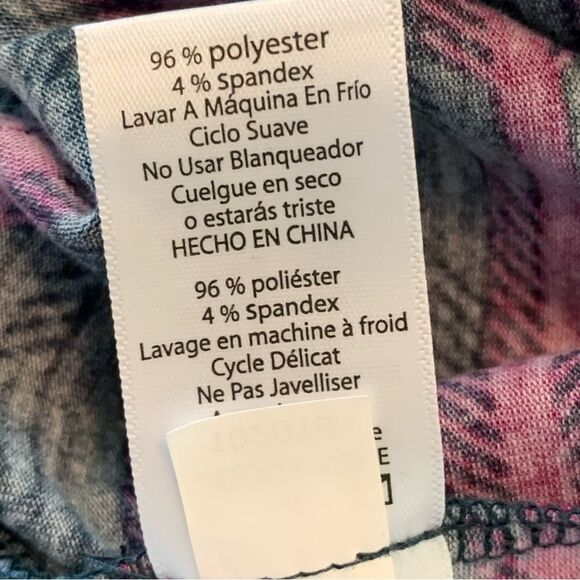 96 % polyester
4 % Spandex
Lavar A Máquina En Frío
Ciclo Suave
No Usar Blanqueador
Cuelgue en seco
o estarás triste
HECHO EN CHINA
96 % poliéster
4 % Spandex
Lavage en machine à froid
Cycle Délicat
Ne Pas Javelliser